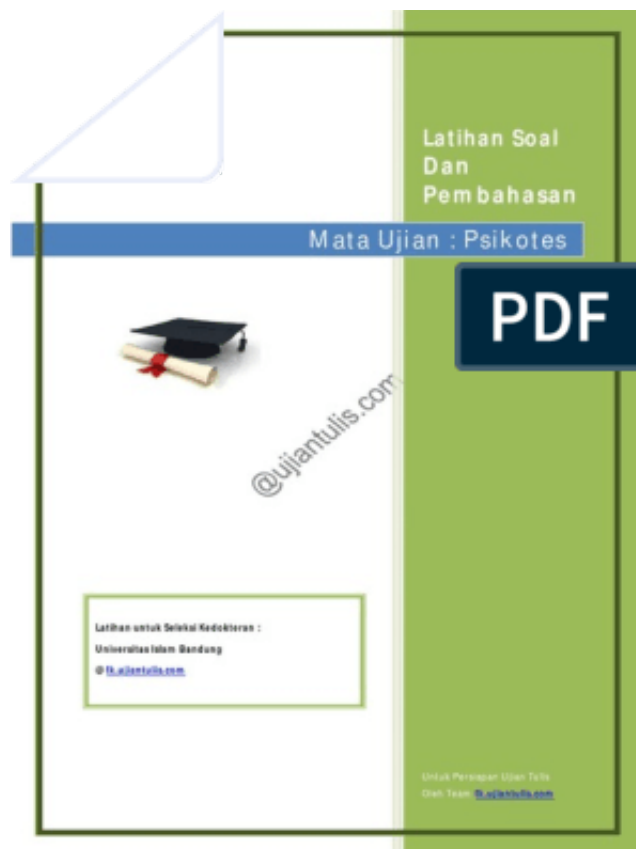 Latihan Soal
Dan
Pembahasan
Mata Ujian : Psikotes
PDF
@ujiantulis.com
Latihan untuk Seleksi Kedokteran :
Universitas Islam Bandung
@ fk.ujiantulis.com
Untuk Persiapan Ujian Tulis
Oleh Team fk.ujiantulis.com